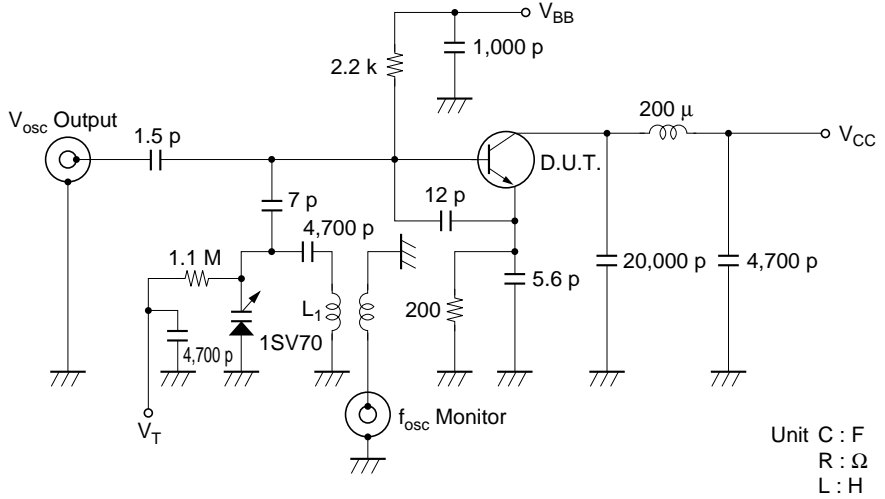 V_BB
1,000 p
2.2 k
200 μ
V_osc Output
1.5 p
V_CC
D.U.T.
7 p
12 p
4,700 p
1.1 M
20,000 p
4,700 p
5.6 p
L_1
200
1SV70
4,700 p
V_T
f_osc Monitor
Unit C : F
R : Ω
L : H